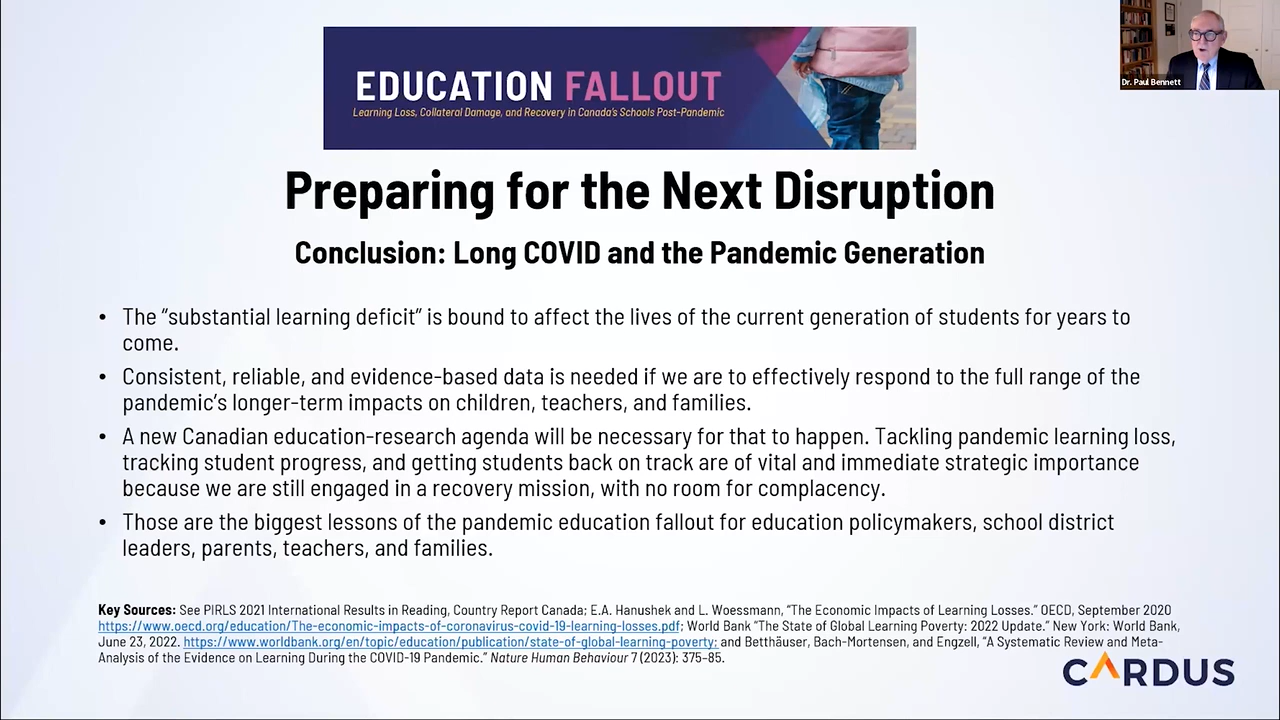 EDUCATION FALLOUT
Learning Loss, Collateral Damage, and Recovery in Canada's Schools Post-Pandemic
Dr. Paul Bennett
Preparing for the Next Disruption
Conclusion: Long COVID and the Pandemic Generation
• The “substantial learning deficit” is bound to affect the lives of the current generation of students for years to
come.
• Consistent, reliable, and evidence-based data is needed if we are to effectively respond to the full range of the
pandemic’s longer-term impacts on children, teachers, and families.
• A new Canadian education-research agenda will be necessary for that to happen. Tackling pandemic learning loss,
tracking student progress, and getting students back on track are of vital and immediate strategic importance
because we are still engaged in a recovery mission, with no room for complacency.
• Those are the biggest lessons of the pandemic education fallout for education policymakers, school district
leaders, parents, teachers, and families.
Key Sources: See PIRLS 2021 International Results in Reading, Country Report Canada; E.A. Hanushek and L. Woessmann, “The Economic Impacts of Learning Losses.” OECD, September 2020
https://www.oecd.org/education/The-economic-impacts-of-coronavirus-covid-19-learning-losses.pdf; World Bank “The State of Global Learning Poverty: 2022 Update.” New York: World Bank,
June 23, 2022. https://www.worldbank.org/en/topic/education/publication/state-of-global-learning-poverty; and Betthäuser, Bach-Mortensen, and Engzell, “A Systematic Review and Meta-
Analysis of the Evidence on Learning During the COVID-19 Pandemic.” Nature Human Behaviour 7 (2023): 375–85.
CARDUS